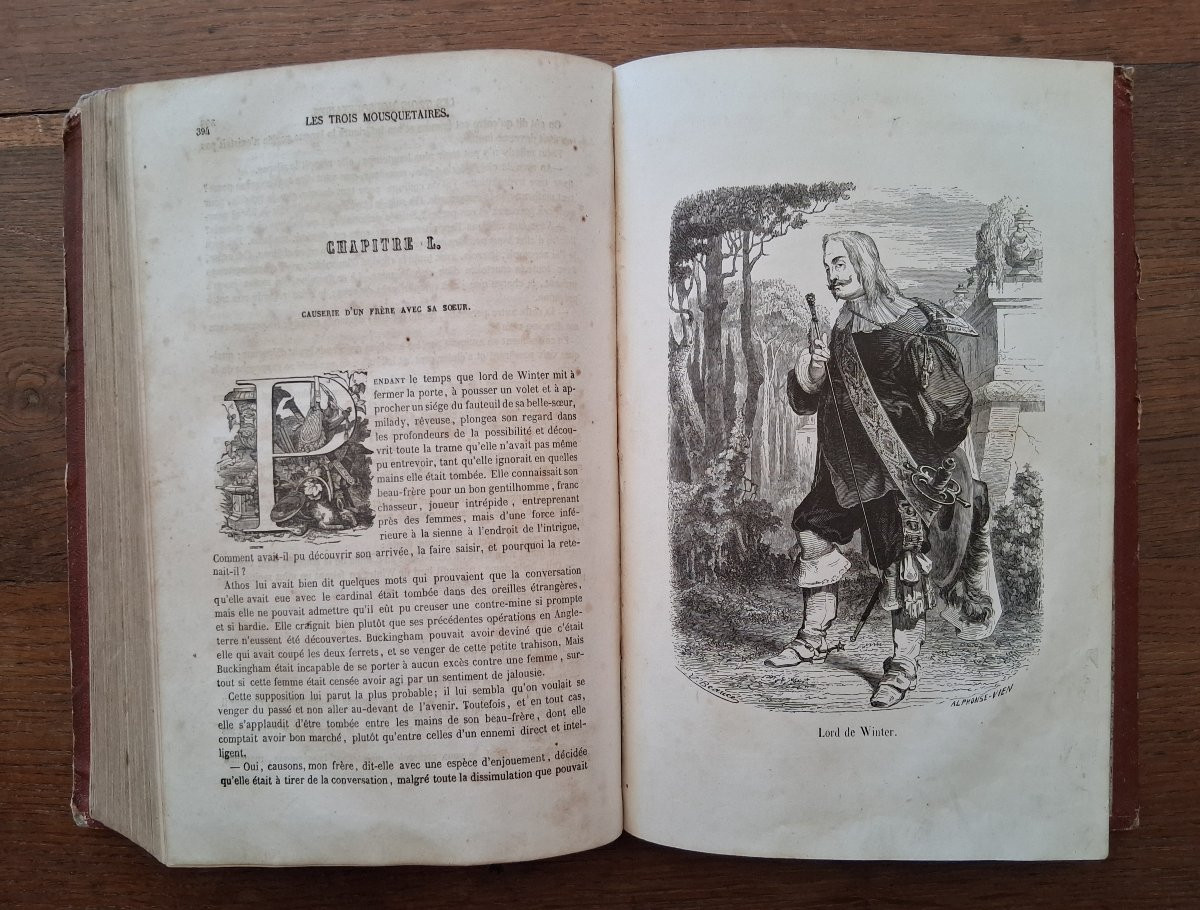 394
LES TROIS MOUSQUETAIRES.
CHAPITRE L.
CAUSERIE D'UN FRÈRE AVEC SA SŒUR.
PENDANT le temps que lord de Winter mit à
fermer la porte, à pousser un volet et à ap-
procher un siége du fauteuil de sa belle-sœur,
milady, rêveuse, plongea son regard dans
les profondeurs de la possibilité et décou-
vrit toute la trame qu'elle n'avait pas même
pu entrevoir, tant qu'elle ignorait en quelles
mains elle était tombée. Elle connaissait son
beau-frère pour un bon gentilhomme, franc
chasseur, joueur intrépide, entreprenant
près des femmes, mais d'une force infé-
rieure à la sienne à l'endroit de l'intrigue,
Comment avait-il pu découvrir son arrivée, la faire saisir, et pourquoi la rete-
nait-il ?
Athos lui avait bien dit quelques mots qui prouvaient que la conversation
qu'elle avait eue avec le cardinal était tombée dans des oreilles étrangères,
mais elle ne pouvait admettre qu'il eût pu creuser une contre-mine si prompte
et si hardie. Elle craignit bien plutôt que ses précédentes opérations en Angle-
terre n'eussent été découvertes. Buckingham pouvait avoir deviné que c'était
elle qui avait coupé les deux ferrets, et se venger de cette petite trahison. Mais
Buckingham était incapable de se porter à aucun excès contre une femme, sur-
tout si cette femme était censée avoir agi par un sentiment de jalousie.
Cette supposition lui parut la plus probable; il lui sembla qu'on voulait se
venger du passé et non aller au-devant de l'avenir. Toutefois, et en tout cas,
elle s'applaudit d'être tombée entre les mains de son beau-frère, dont elle
comptait avoir bon marché, plutôt qu'entre celles d'un ennemi direct et intel-
ligent,
— Oui, causons, mon frère, dit-elle avec une espèce d'enjouement, décidée
qu'elle était à tirer de la conversation, malgré toute la dissimulation que pouvait
ALPHONSE-VIEN
Lord de Winter.